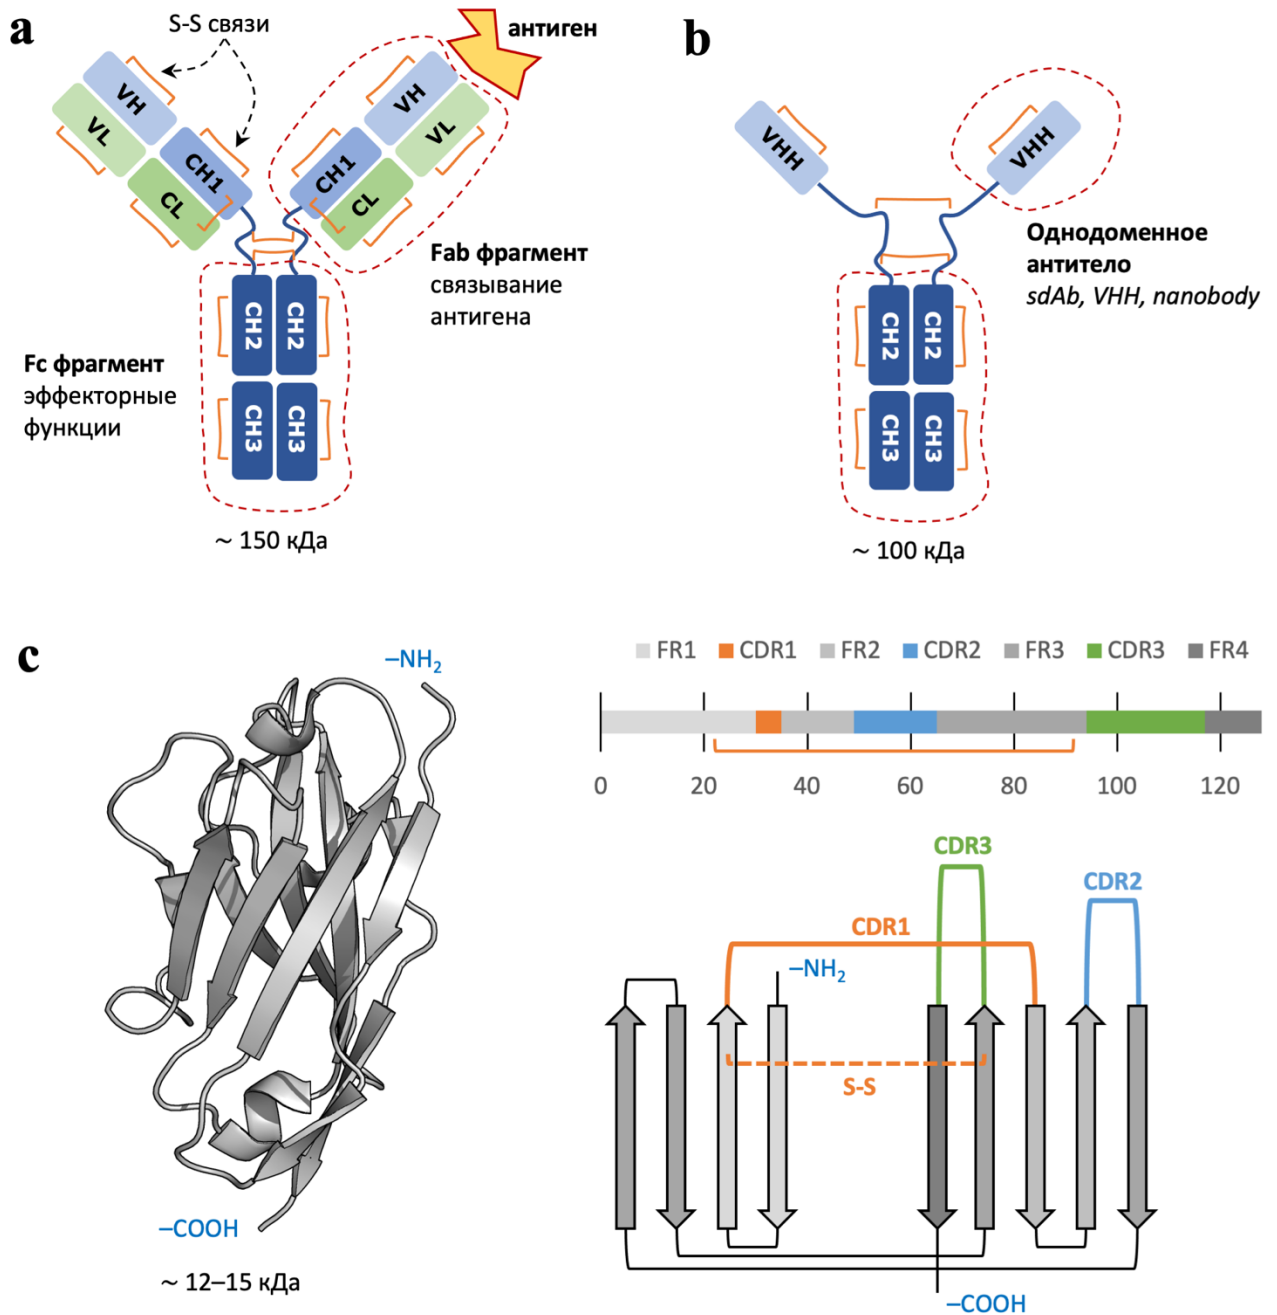 a
S-S связи
антиген
VH
VL
CH1
CL
VH
VL
CH1
CL
Fab фрагмент
связывание
антигена
CH2
CH2
CH3
CH3
Fc фрагмент
эффекторные
функции
~ 150 кДа
b
VHH
VHH
Однодоменное
антитело
sdAb, VHH, nanobody
CH2
CH2
CH3
CH3
~ 100 кДа
c
–NH2
–COOH
~ 12–15 кДа
FR1 CDR1 FR2 CDR2 FR3 CDR3 FR4
0 20 40 60 80 100 120
CDR3
CDR2
CDR1
–NH2
S-S
–COOH